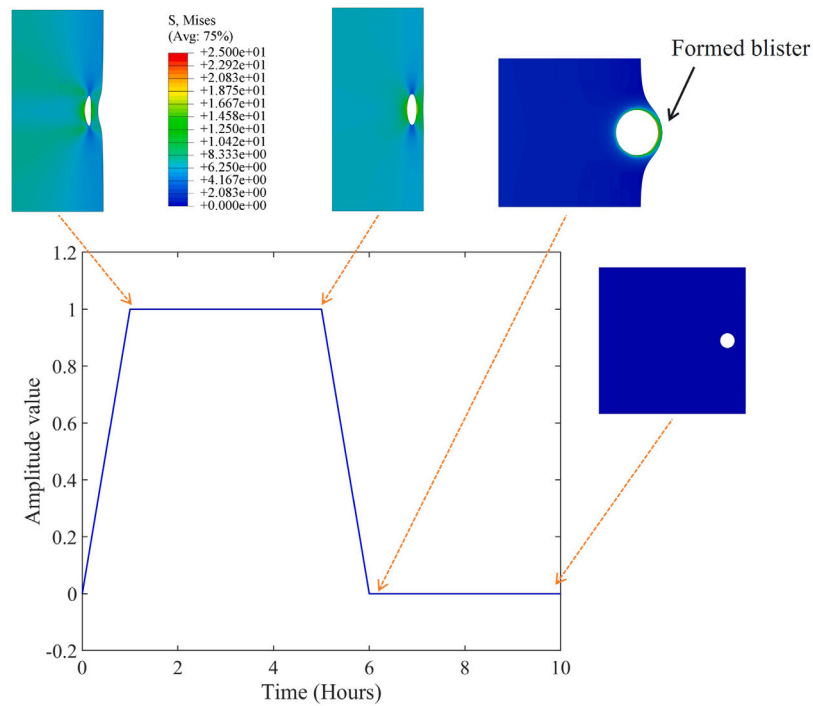 S, Mises
(Avg: 75%)
+2.500e+01
+2.292e+01
+2.083e+01
+1.875e+01
+1.667e+01
+1.458e+01
+1.250e+01
+1.042e+01
+8.333e+00
+6.250e+00
+4.167e+00
+2.083e+00
+0.000e+00
Formed blister
1.2
1
0.8
0.6
0.4
0.2
0
-0.2
Amplitude value
0 2 4 6 8 10
Time (Hours)